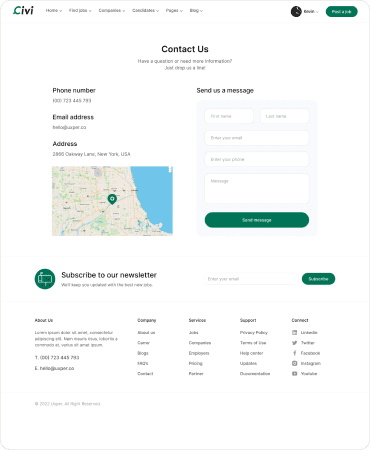 Civi
Home Find jobs Companies Candidates Pages Blog Kevin Post a job
Contact Us
Have a question or need more information?
Just drop us a line!
Phone number
(00) 723 445 793
Email address
hello@uxper.co
Address
2866 Oakway Lane, New York, USA
Send us a message
First name Last name
Enter your email
Enter your phone
Message
Send message
Subscribe to our newsletter
We'll keep you updated with the best new jobs.
Enter your email Subscribe
About Us
Lorem ipsum dolor sit amet, consectetur
adipiscing elit. Nam mauris risus, lobortis a
commodo at, varius sit amet ipsum.
T. (00) 723 445 793
E. hello@uxper.co
Company
About us
Carrer
Blogs
FAQ's
Contact
Services
Jobs
Companies
Employers
Pricing
Partner
Support
Privacy Policy
Terms of Use
Help center
Updates
Documentation
Connect
Linkedin
Twitter
Facebook
Instagram
Youtube
© 2022 Uxper. All Right Reserved.